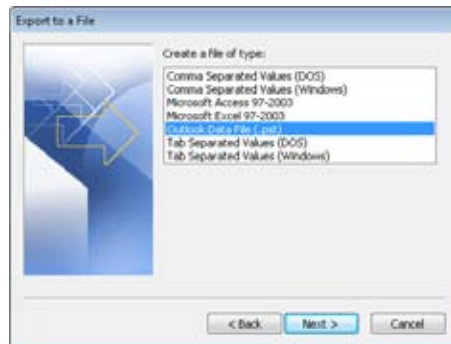 Export to a File
Create a file of type:
Comma Separated Values (DOS)
Comma Separated Values (Windows)
Microsoft Access 97-2003
Microsoft Excel 97-2003
Outlook Data File (.pst)
Tab Separated Values (DOS)
Tab Separated Values (Windows)
< Back Next > Cancel